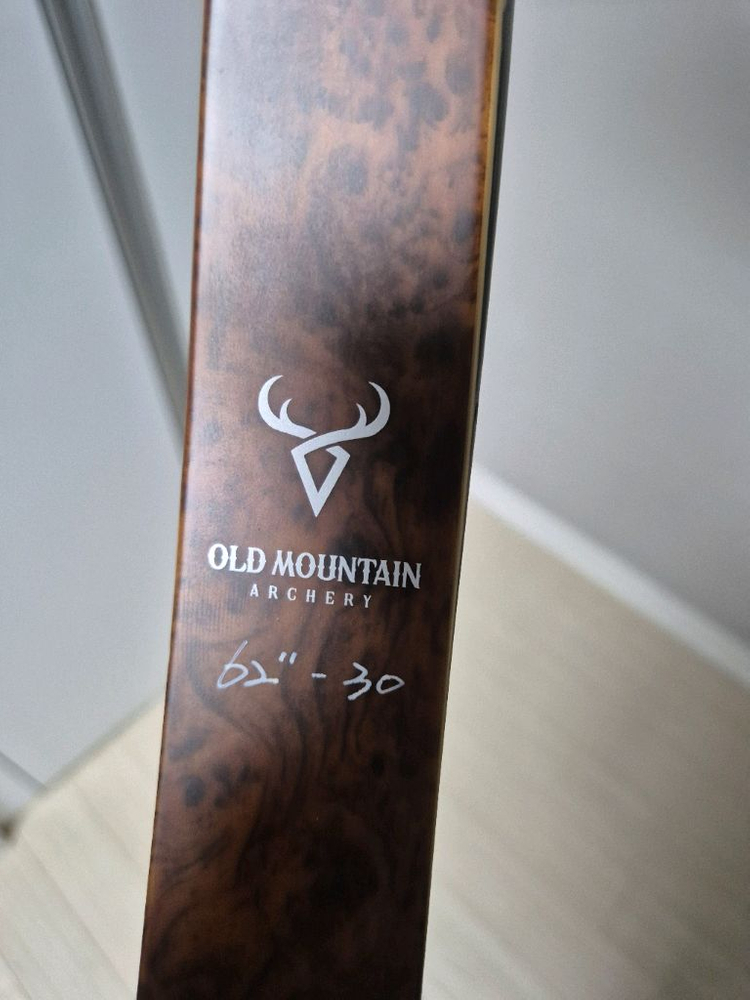 OLD MOUNTAIN
ARCHERY
62" - 30